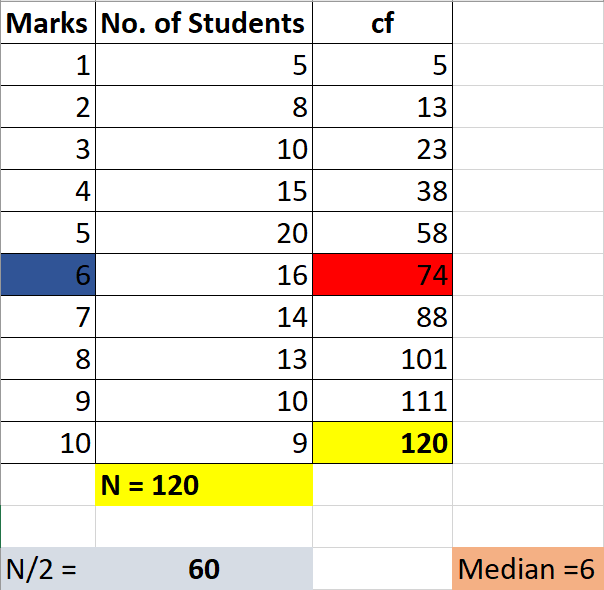 Marks No. of Students cf
1 5 5
2 8 13
3 10 23
4 15 38
5 20 58
6 16 74
7 14 88
8 13 101
9 10 111
10 9 120
N = 120
N/2 = 60 Median =6